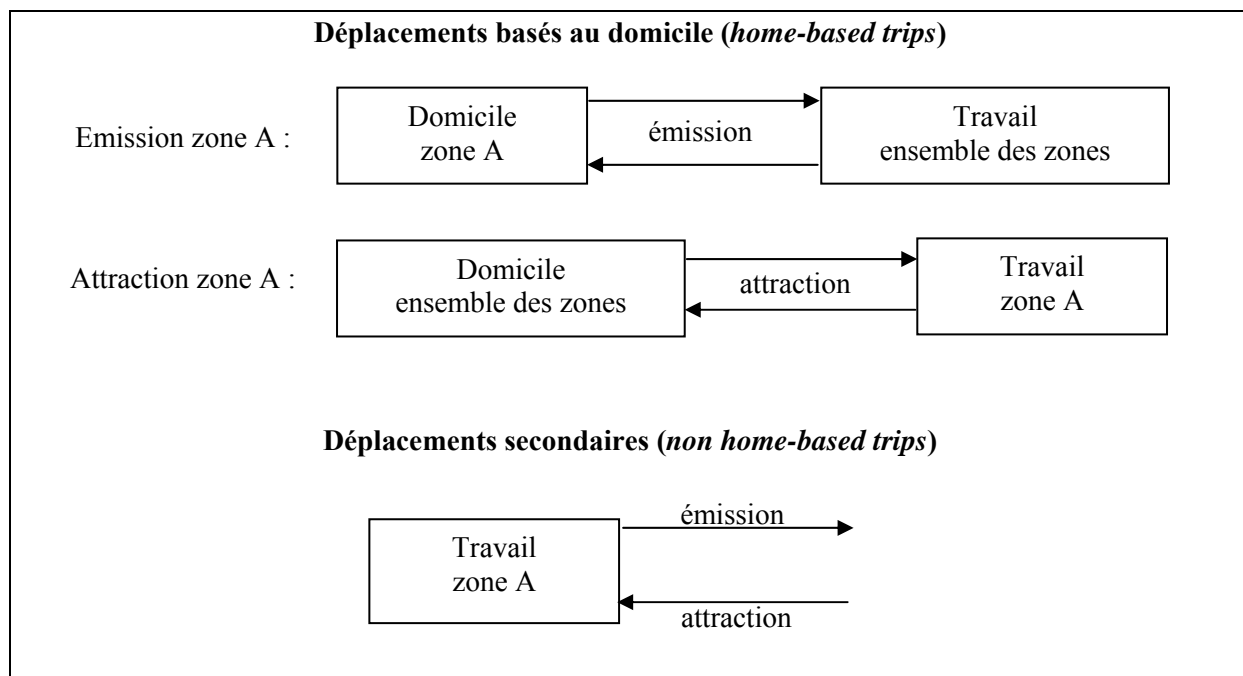 Déplacements basés au domicile (home-based trips)
Emission zone A :
Domicile
zone A
émission
Travail
ensemble des zones
Attraction zone A :
Domicile
ensemble des zones
attraction
Travail
zone A
Déplacements secondaires (non home-based trips)
Travail
zone A
émission
attraction